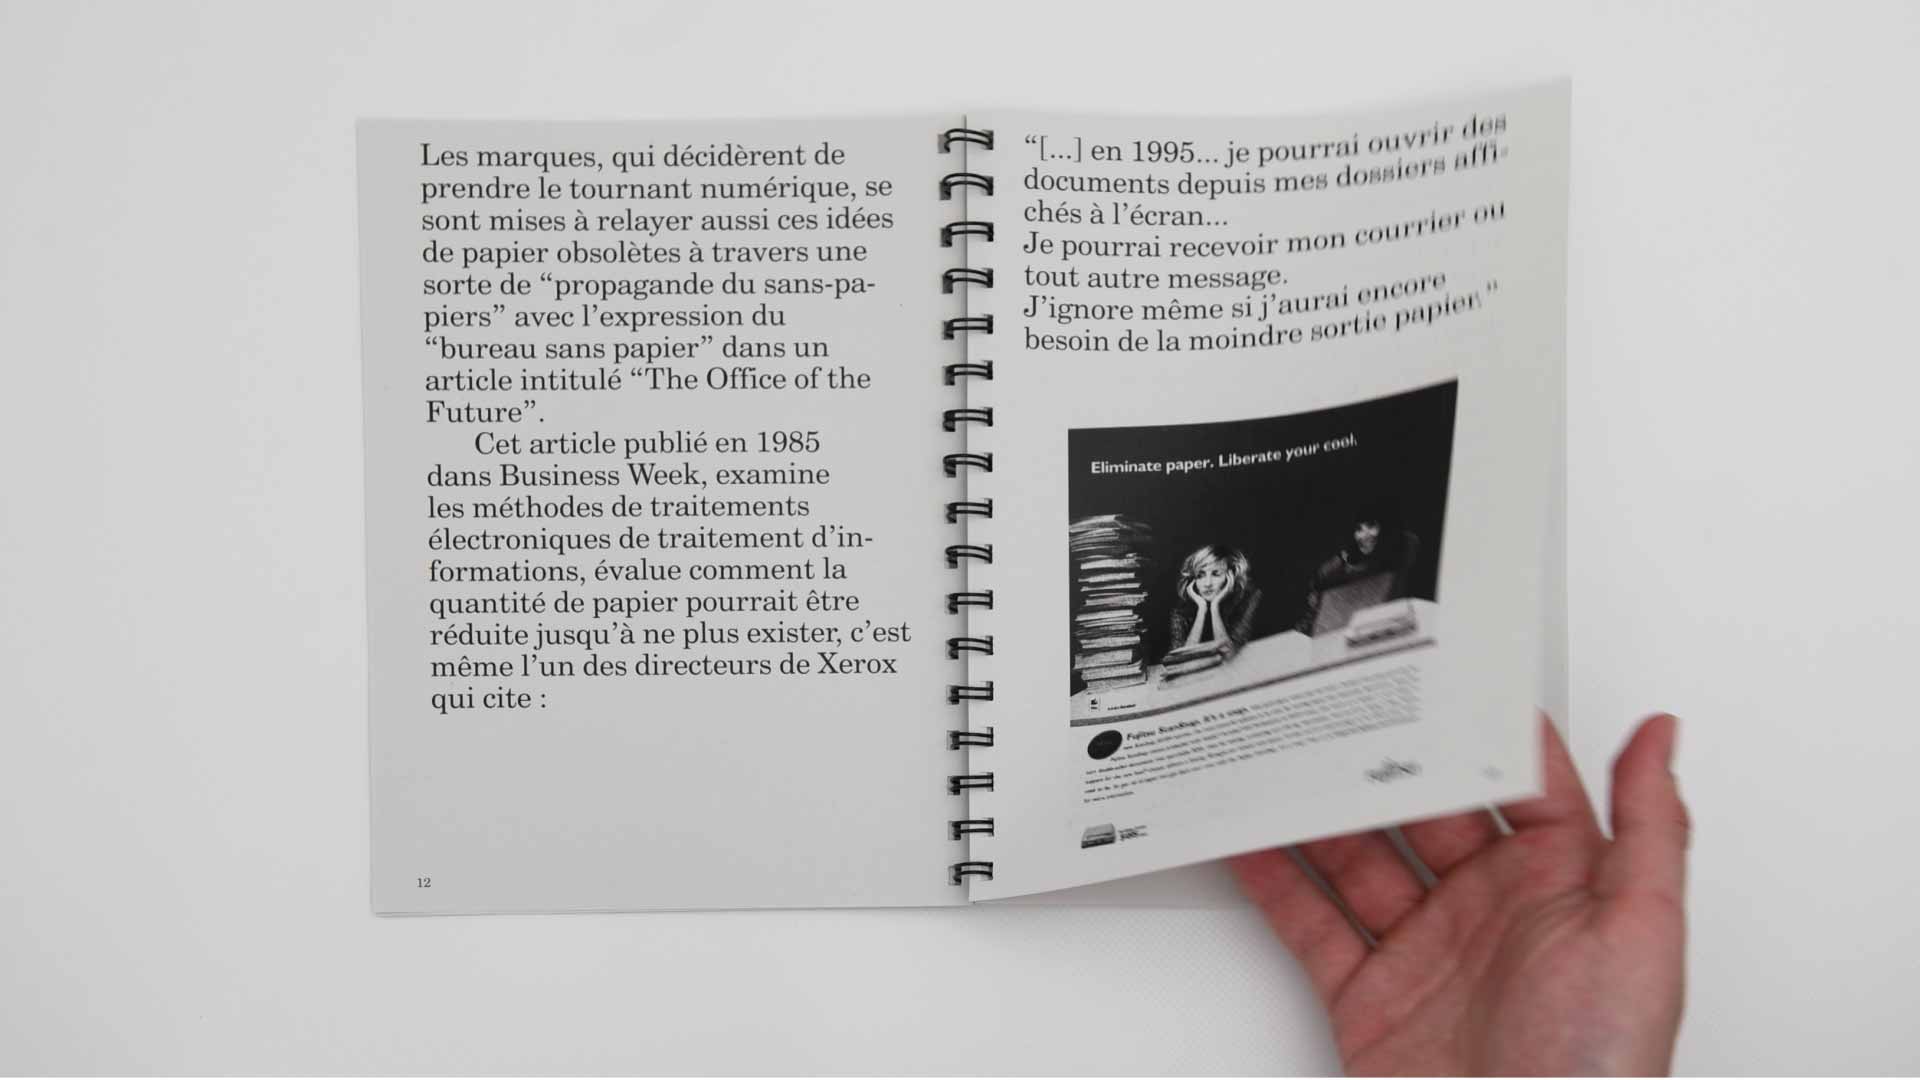 Les marques, qui décidèrent de
prendre le tournant numérique, se
sont mises à relayer aussi ces idées
de papier obsolètes à travers une
sorte de “propagande du sans-pa-
piers” avec l’expression du
“bureau sans papier” dans un
article intitulé “The Office of the
Future”.
Cet article publié en 1985
dans Business Week, examine
les méthodes de traitements
électroniques de traitement d’in-
formations, évalue comment la
quantité de papier pourrait être
réduite jusqu’à ne plus exister, c’est
même l’un des directeurs de Xerox
qui cite :
12
“[...] en 1995... je pourrai ouvrir des
documents depuis mes dossiers affi-
chés à l’écran...
Je pourrai recevoir mon courrier ou
tout autre message.
J’ignore même si j’aurai encore
besoin de la moindre sortie papier.”
Eliminate paper. Liberate your cool.